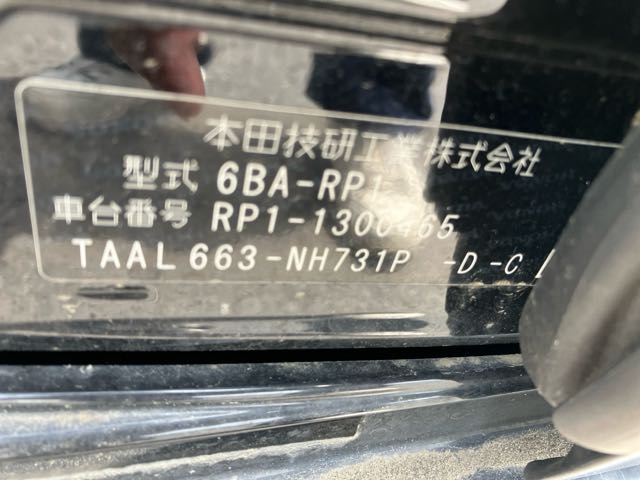 本田技研工業株式会社
型式 6BA-RP1
車台番号 RP1-1300465
TAAL663-NH731P -D -C